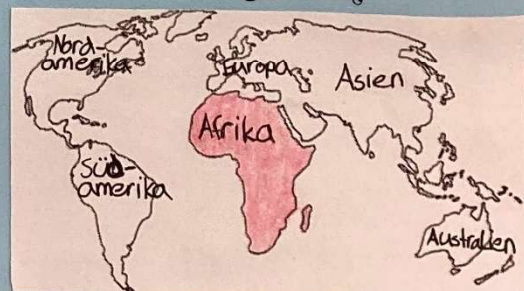 Nord-
amerika
Europa
Asien
Afrika
Süd-
amerika
Australien